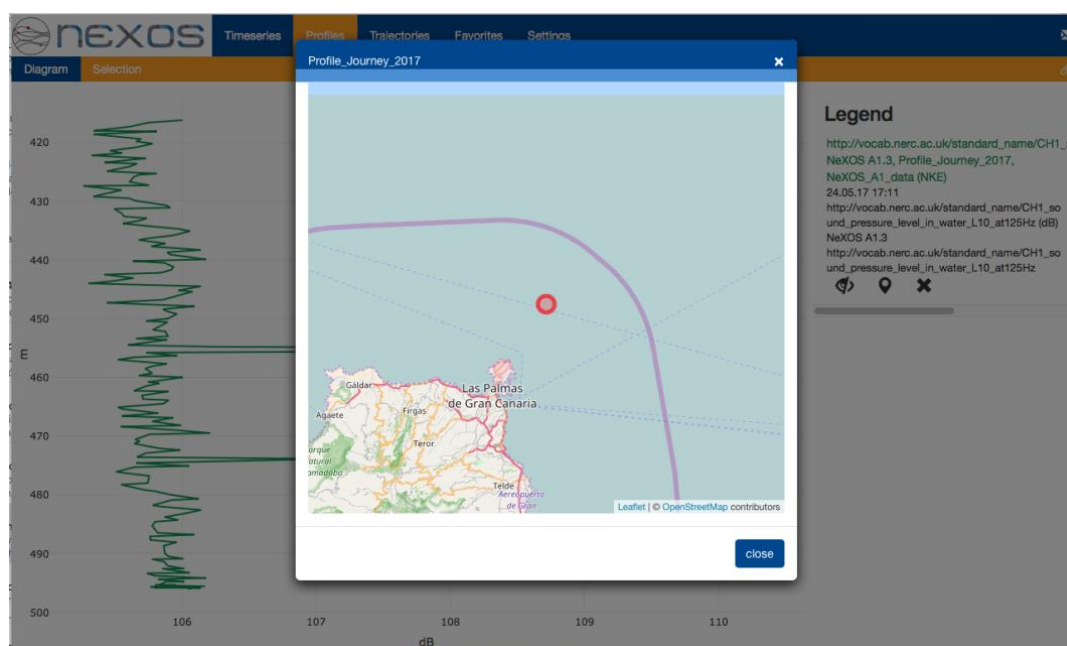 nexos
Timeseries
Profiles
Trajectories
Favorites
Settings
Diagram
Selection
Profile_Journey_2017
×
Gáldar
Agaete
Firgas
Las Palmas
de Gran Canaria
Teror
Telde
Aeropuerto
de Gran
Leaflet | © OpenStreetMap contributors
close
Legend
http://vocab.nerc.ac.uk/standard_name/CH1_s
NeXOS A1.3, Profile_Journey_2017,
NeXOS_A1_data (NKE)
24.05.17 17:11
http://vocab.nerc.ac.uk/standard_name/CH1_so
und_pressure_level_in_water_L10_at125Hz (dB)
NeXOS A1.3
http://vocab.nerc.ac.uk/standard_name/CH1_so
und_pressure_level_in_water_L10_at125Hz
420
430
440
450
m
460
470
480
490
500
106
107
108
109
110
dB